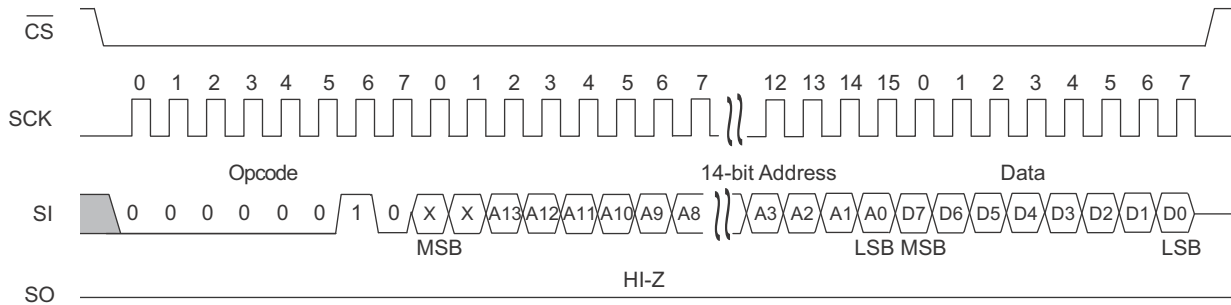 CS
0 1 2 3 4 5 6 7 0 1 2 3 4 5 6 7 12 13 14 15 0 1 2 3 4 5 6 7
SCK
Opcode 14-bit Address Data
SI 0 0 0 0 0 0 1 0 X X A13 A12 A11 A10 A9 A8 A3 A2 A1 A0 D7 D6 D5 D4 D3 D2 D1 D0
MSB LSB MSB LSB
HI-Z
SO